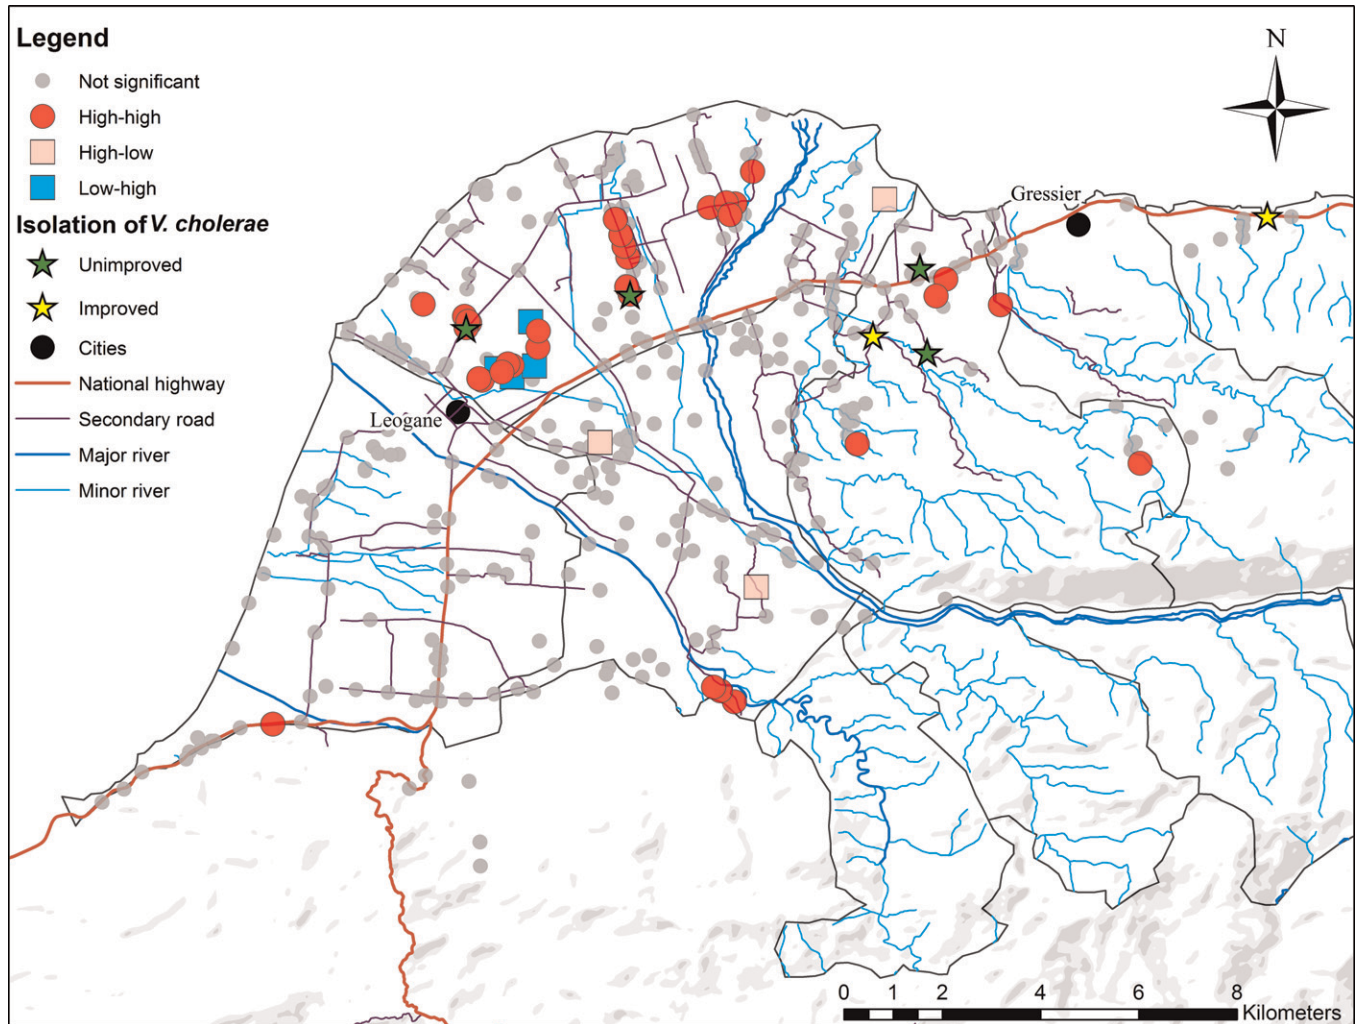 Legend
Not significant
High-high
High-low
Low-high
Isolation of V. cholerae
Unimproved
Improved
Cities
National highway
Secondary road
Major river
Minor river
N
Gressier
Leogane
0 1 2 4 6 8
Kilometers